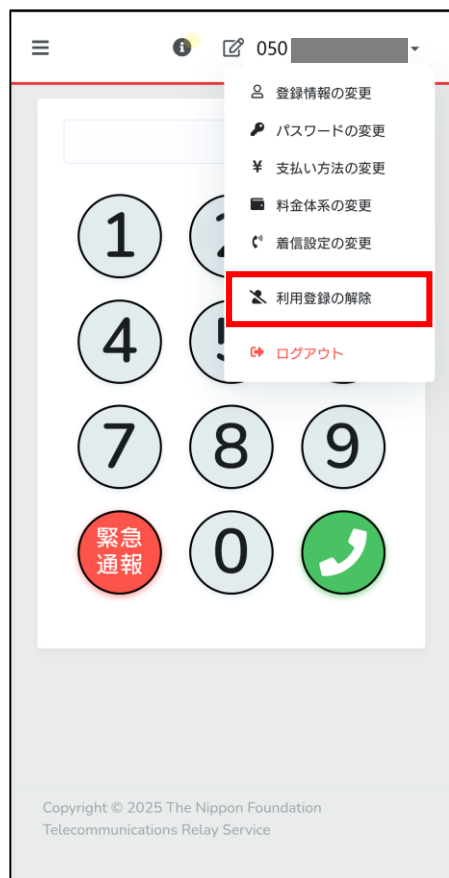 050
登録情報の変更
パスワードの変更
支払い方法の変更
料金体系の変更
着信設定の変更
利用登録の解除
ログアウト
1
4
7 8 9
緊急
通報
0
Copyright © 2025 The Nippon Foundation
Telecommunications Relay Service